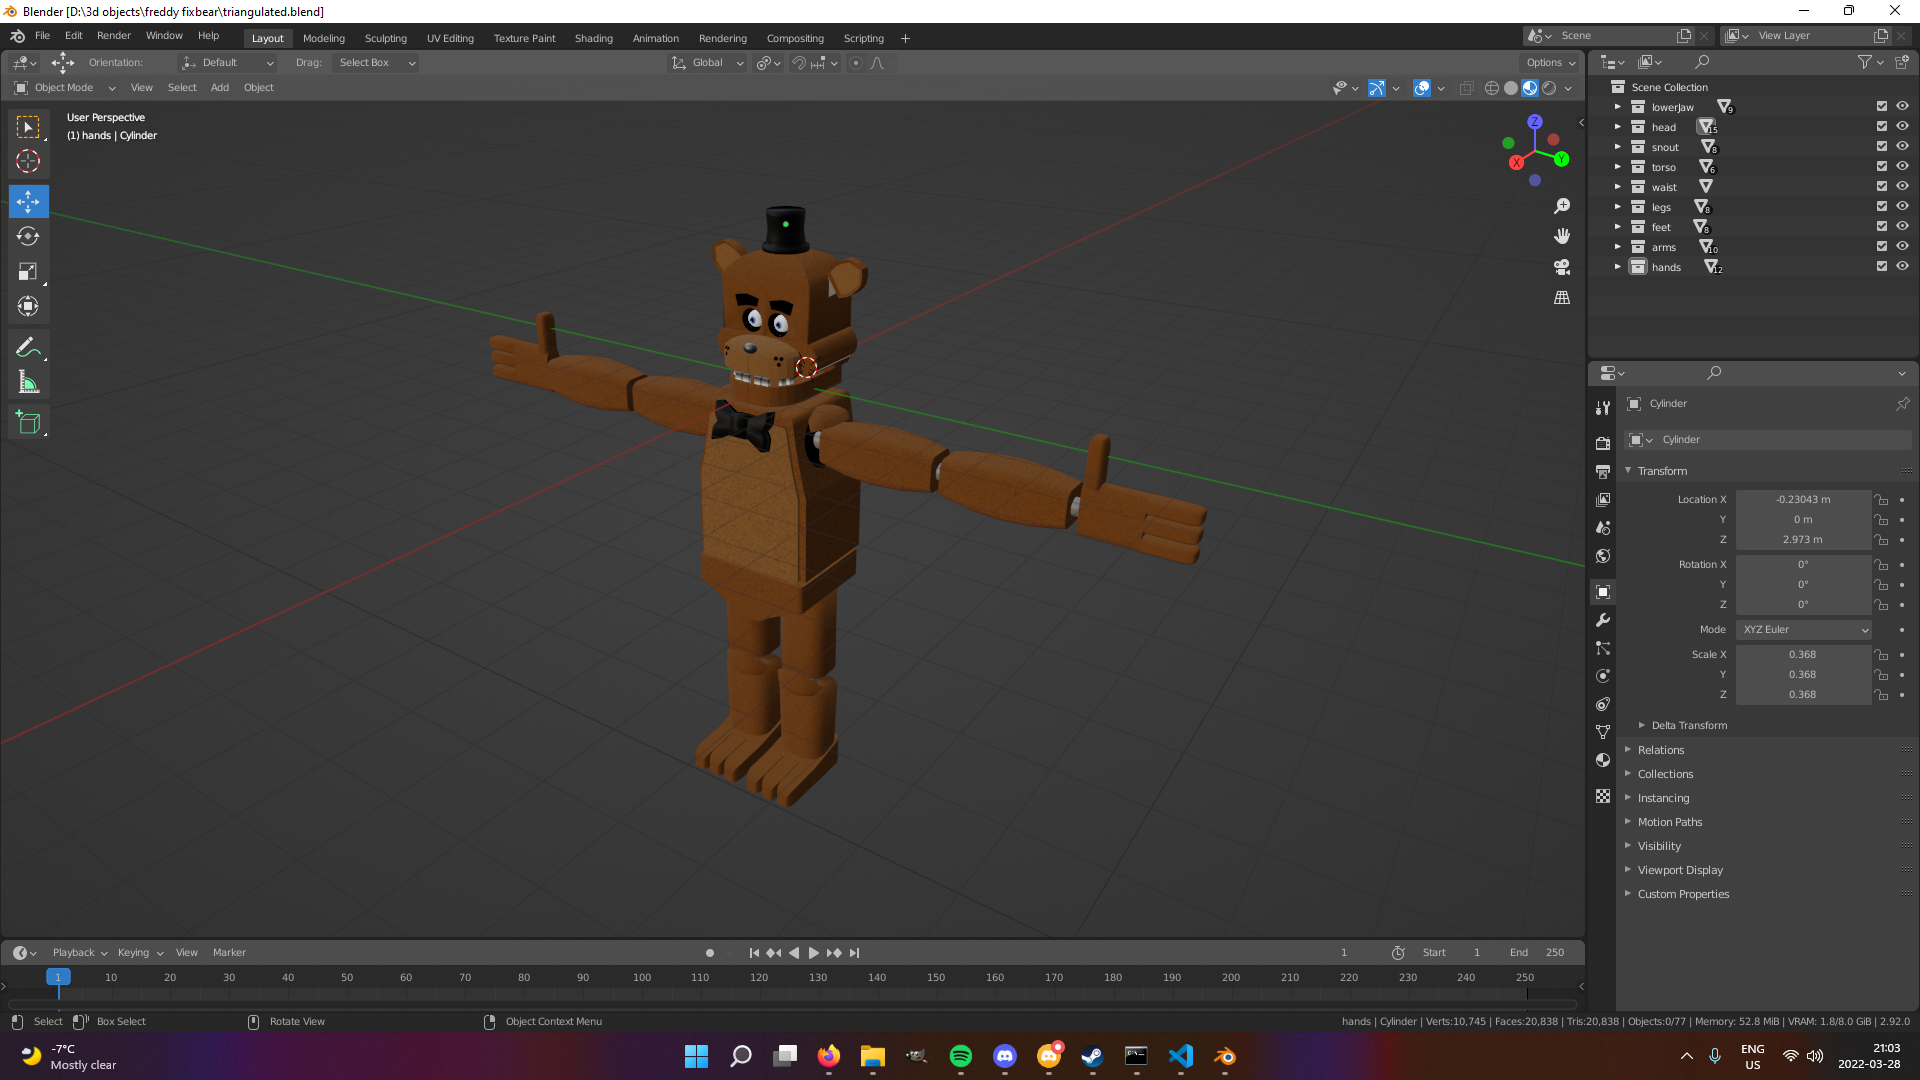 Blender [D:\3d objects\freddy fixbear\triangulated.blend]
File Edit Render Window Help
Layout Modeling Sculpting UV Editing Texture Paint Shading Animation Rendering Compositing Scripting +
Scene
View Layer
Orientation: Default Drag: Select Box
Global
Options
Object Mode View Select Add Object
User Perspective
(1) hands | Cylinder
Z
X
Y
Scene Collection
lowerJaw 9
head 15
snout 8
torso 6
waist
legs 8
feet 8
arms 10
hands 12
Cylinder
Cylinder
Transform
Location X -0.23043 m
Y 0 m
Z 2.973 m
Rotation X 0°
Y 0°
Z 0°
Mode XYZ Euler
Scale X 0.368
Y 0.368
Z 0.368
Delta Transform
Relations
Collections
Instancing
Motion Paths
Visibility
Viewport Display
Custom Properties
Playback Keying View Marker
1 Start 1 End 250
1 10 20 30 40 50 60 70 80 90 100 110 120 130 140 150 160 170 180 190 200 210 220 230 240 250
Select Box Select Rotate View Object Context Menu
hands | Cylinder | Verts:10,745 | Faces:20,838 | Tris:20,838 | Objects:0/77 | Memory: 52.8 MiB | VRAM: 1.8/8.0 GiB | 2.92.0
-7°C
Mostly clear
ENG
US
21:03
2022-03-28